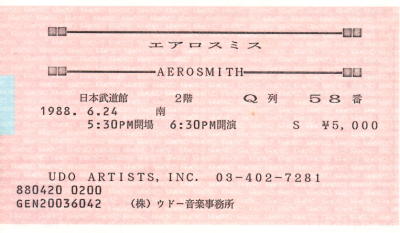 エアロスミス
AEROSMITH
日本武道館 2階 Q 列 58 番
1988. 6.24 南
5:30PM開場 6:30PM開演 S ¥5,000
UDO ARTISTS, INC. 03-402-7281
880420 0200
GEN20036042 (株) ウドー音楽事務所